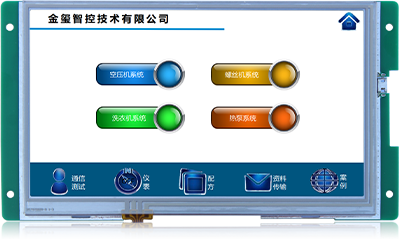 金玺智控技术有限公司
空压机系统
螺丝机系统
洗衣机系统
热泵系统
通信
测试
仪
表
配
方
资料
传输
案
例